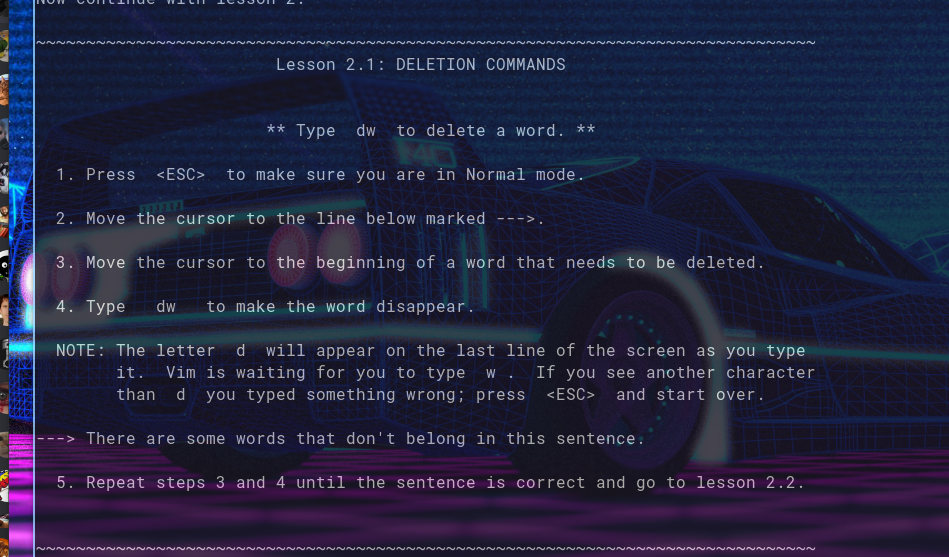 Now continue with lesson 2.
~~~~~~~~~~~~~~~~~~~~~~~~~~~~~~~~~~~~~~~~~~~~~~~~~~~~~~~~~~~~~~~~~~~~~~~~~~~~~~
Lesson 2.1: DELETION COMMANDS
** Type  dw  to delete a word. **
1. Press  <ESC>  to make sure you are in Normal mode.
2. Move the cursor to the line below marked --->.
3. Move the cursor to the beginning of a word that needs to be deleted.
4. Type   dw   to make the word disappear.
NOTE: The letter  d  will appear on the last line of the screen as you type
it.  Vim is waiting for you to type  w .  If you see another character
than  d  you typed something wrong; press  <ESC>  and start over.
---> There are some words that don't belong in this sentence.
5. Repeat steps 3 and 4 until the sentence is correct and go to lesson 2.2.
~~~~~~~~~~~~~~~~~~~~~~~~~~~~~~~~~~~~~~~~~~~~~~~~~~~~~~~~~~~~~~~~~~~~~~~~~~~~~~